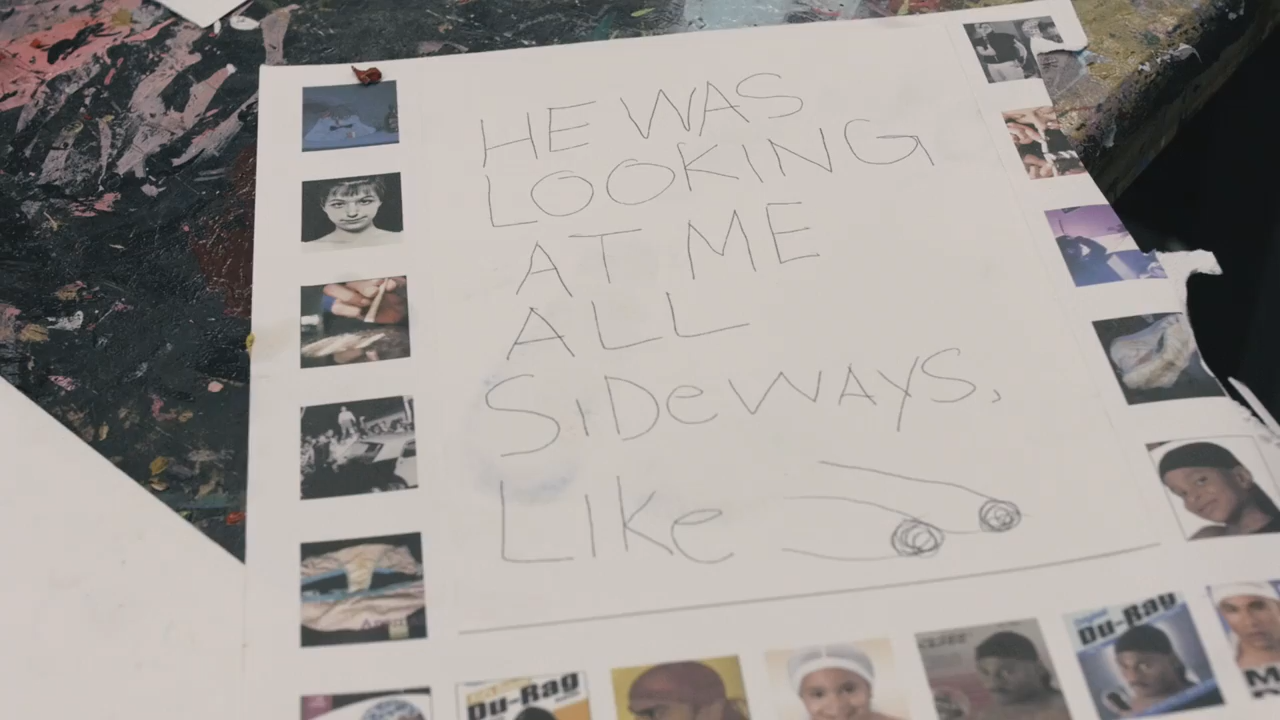 HE WAS
LOOKING
AT ME
ALL
SiDeWAYS,
LIKe
Du-Rag
Du-Rag